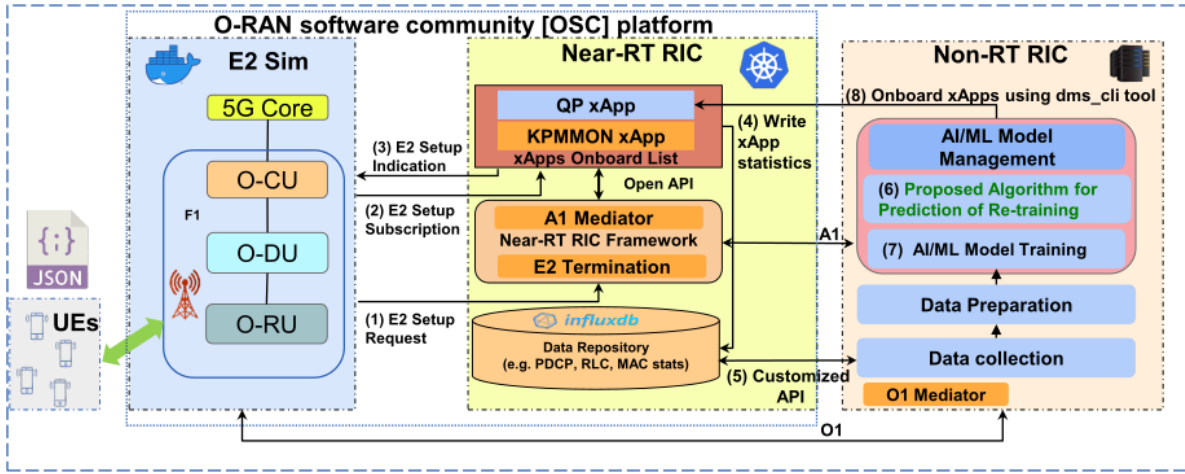 O-RAN software community [OSC] platform
E2 Sim
5G Core
O-CU
F1
O-DU
O-RU
{;}
JSON
UEs
(3) E2 Setup
Indication
(2) E2 Setup
Subscription
(1) E2 Setup
Request
Near-RT RIC
QP xApp
KPMMON xApp
xApps Onboard List
(4) Write
xApp
statistics
Open API
A1 Mediator
Near-RT RIC Framework
E2 Termination
influxdb
Data Repository
(e.g. PDCP, RLC, MAC stats)
(5) Customized
API
A1
O1
Non-RT RIC
(8) Onboard xApps using dms_cli tool
AI/ML Model
Management
(6) Proposed Algorithm for
Prediction of Re-training
(7) AI/ML Model Training
Data Preparation
Data collection
O1 Mediator